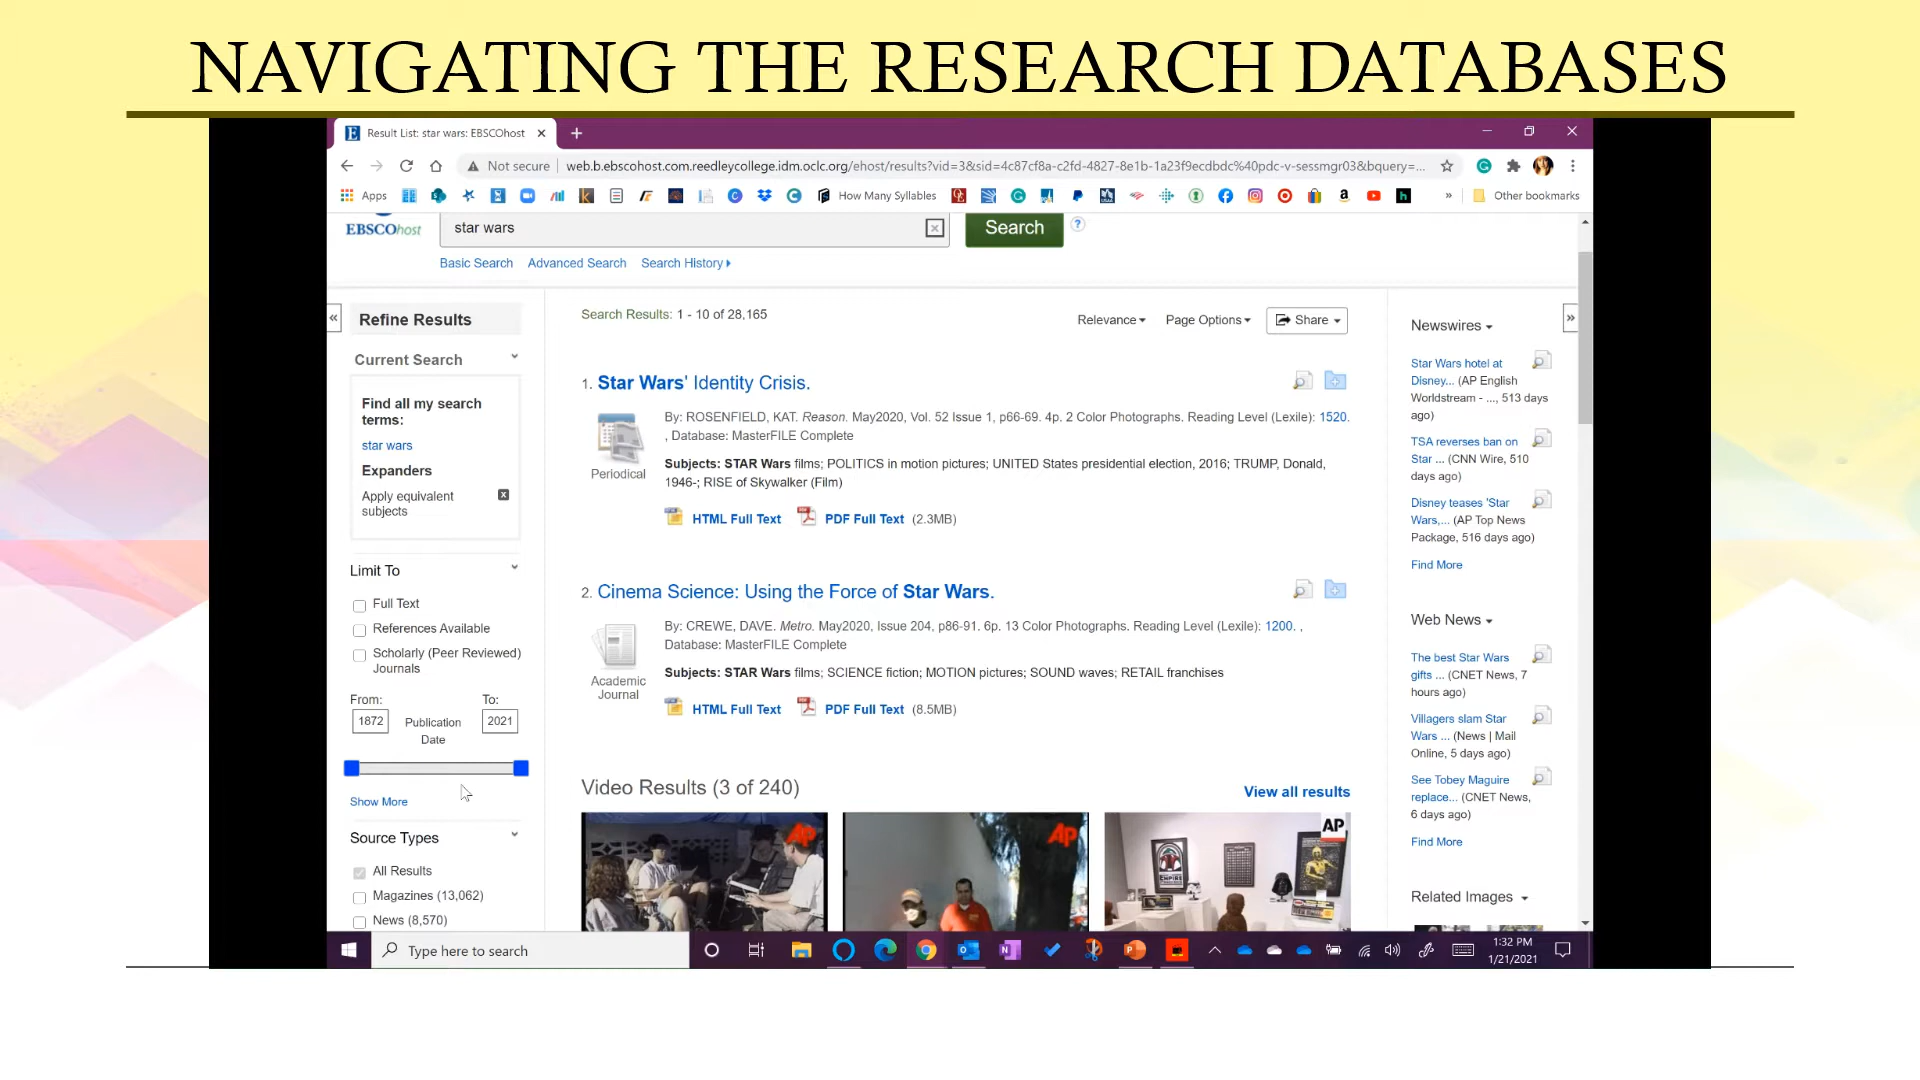 NAVIGATING THE RESEARCH DATABASES
Result List: star wars: EBSCOhost
Not secure
web.b.ebscohost.com.reedleycollege.idm.oclc.org/ehost/results?vid=3&sid=4c87cf8a-c2fd-4827-8e1b-1a23f9ecdbdc%40pdc-v-sessmgr03&bquery=...
Apps
How Many Syllables
Other bookmarks
EBSCOhost
star wars
Search
Basic Search
Advanced Search
Search History
Refine Results
Current Search
Find all my search
terms:
star wars
Expanders
Apply equivalent
subjects
Limit To
Full Text
References Available
Scholarly (Peer Reviewed)
Journals
From:
To:
1872
Publication
Date
2021
Show More
Source Types
All Results
Magazines (13,062)
News (8,570)
Search Results: 1 - 10 of 28,165
Relevance
Page Options
Share
1. Star Wars' Identity Crisis.
By: ROSENFIELD, KAT. Reason. May2020, Vol. 52 Issue 1, p66-69. 4p. 2 Color Photographs. Reading Level (Lexile): 1520.
, Database: MasterFILE Complete
Periodical
Subjects: STAR Wars films; POLITICS in motion pictures; UNITED States presidential election, 2016; TRUMP, Donald,
1946-; RISE of Skywalker (Film)
HTML Full Text
PDF Full Text (2.3MB)
2. Cinema Science: Using the Force of Star Wars.
By: CREWE, DAVE. Metro. May2020, Issue 204, p86-91. 6p. 13 Color Photographs. Reading Level (Lexile): 1200. ,
Database: MasterFILE Complete
Academic
Journal
Subjects: STAR Wars films; SCIENCE fiction; MOTION pictures; SOUND waves; RETAIL franchises
HTML Full Text
PDF Full Text (8.5MB)
Video Results (3 of 240)
View all results
AP
AP
AP
Newswires
Star Wars hotel at
Disney... (AP English
Worldstream - ..., 513 days
ago)
TSA reverses ban on
Star ... (CNN Wire, 510
days ago)
Disney teases 'Star
Wars,... (AP Top News
Package, 516 days ago)
Find More
Web News
The best Star Wars
gifts ... (CNET News, 7
hours ago)
Villagers slam Star
Wars ... (News | Mail
Online, 5 days ago)
See Tobey Maguire
replace... (CNET News,
6 days ago)
Find More
Related Images
Type here to search
1:32 PM
1/21/2021